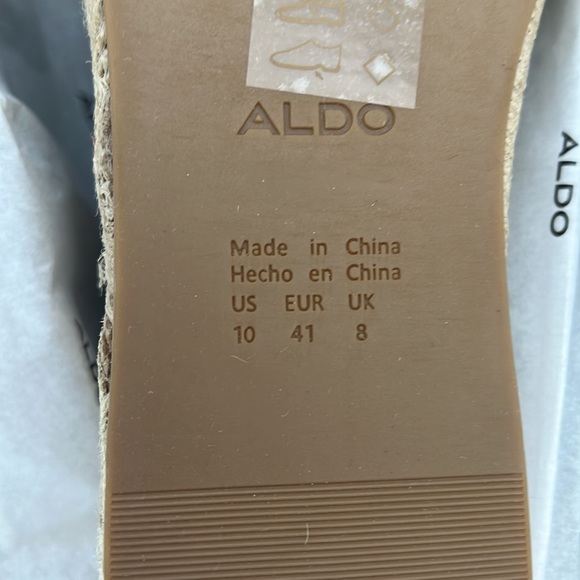 ALDO
Made in China
Hecho en China
US EUR UK
10 41 8
ALDO